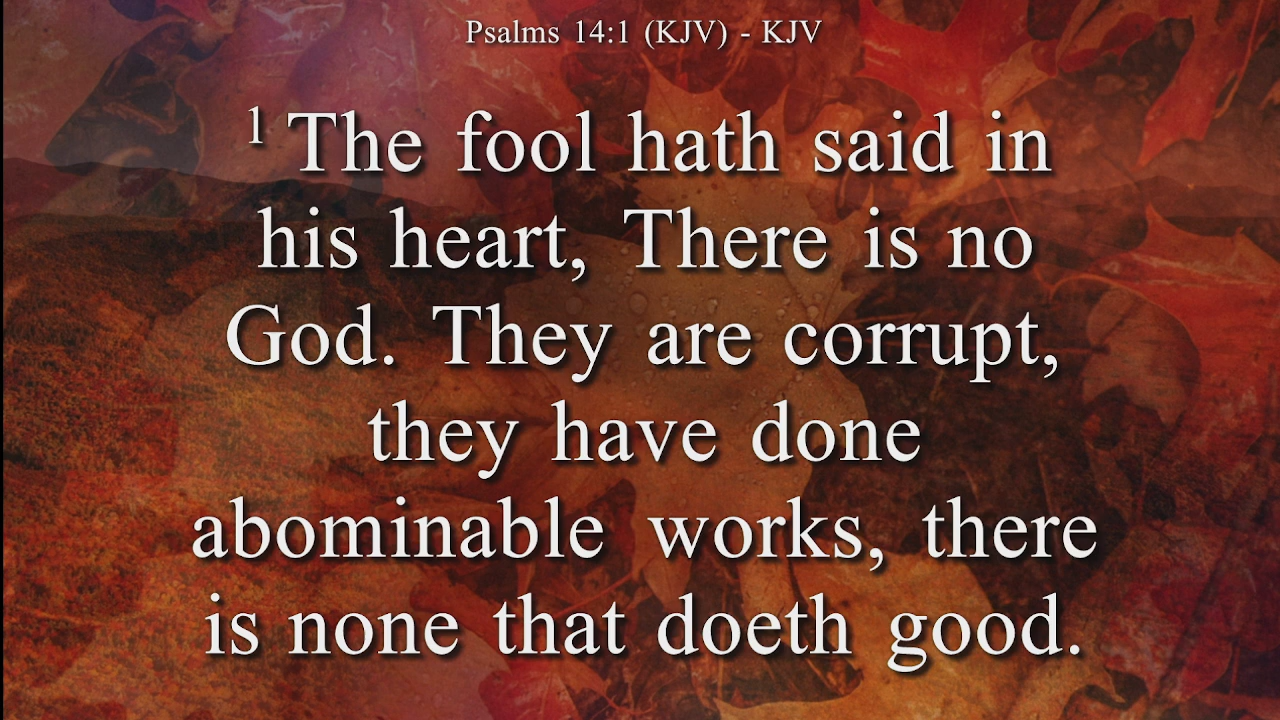 Psalms 14:1 (KJV) - KJV
1 The fool hath said in
his heart, There is no
God. They are corrupt,
they have done
abominable works, there
is none that doeth good.